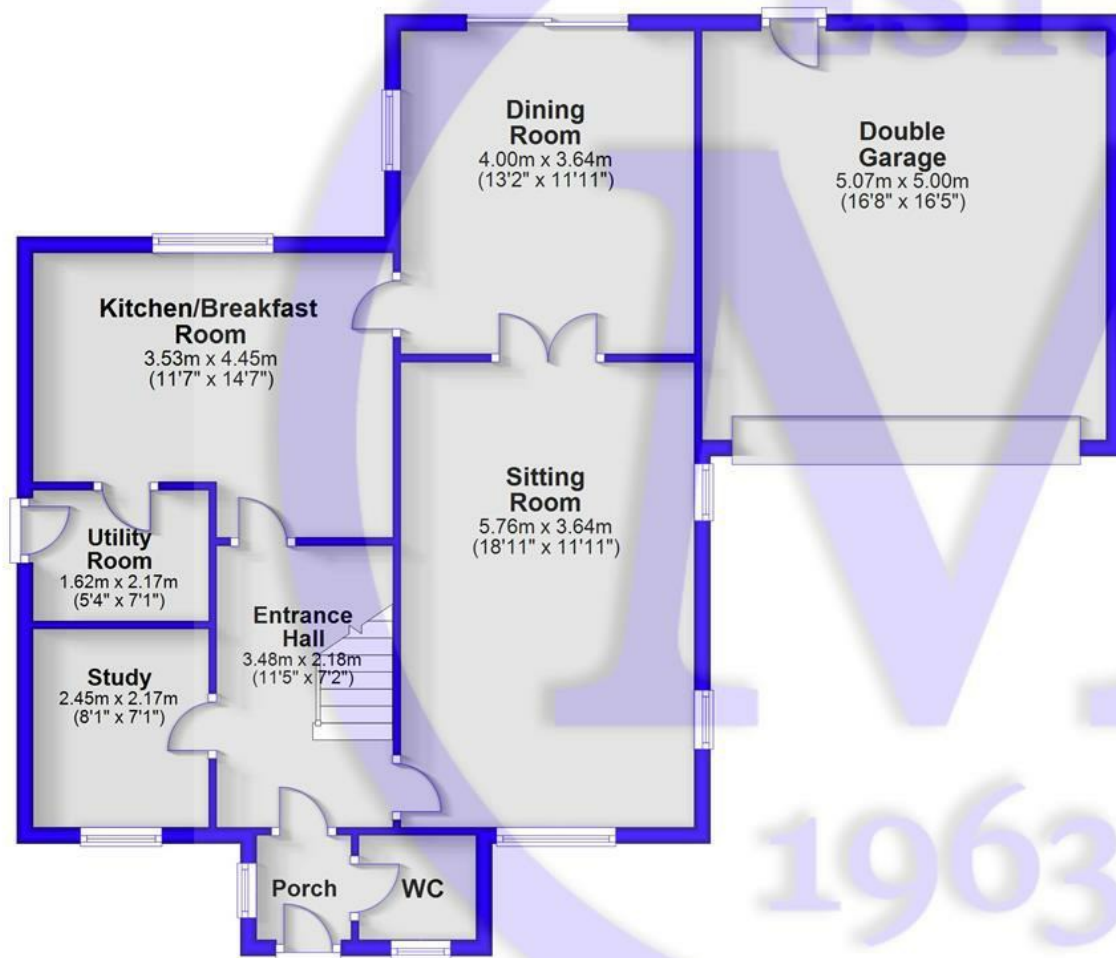 Dining
Room
4.00m x 3.64m
(13'2" x 11'11")
Double
Garage
5.07m x 5.00m
(16'8" x 16'5")
Kitchen/Breakfast
Room
3.53m x 4.45m
(11'7" x 14'7")
Sitting
Room
5.76m x 3.64m
(18'11" x 11'11")
Utility
Room
1.62m x 2.17m
(5'4" x 7'1")
Entrance
Hall
3.48m x 2.18m
(11'5" x 7'2")
Study
2.45m x 2.17m
(8'1" x 7'1")
Porch
WC
M
1963